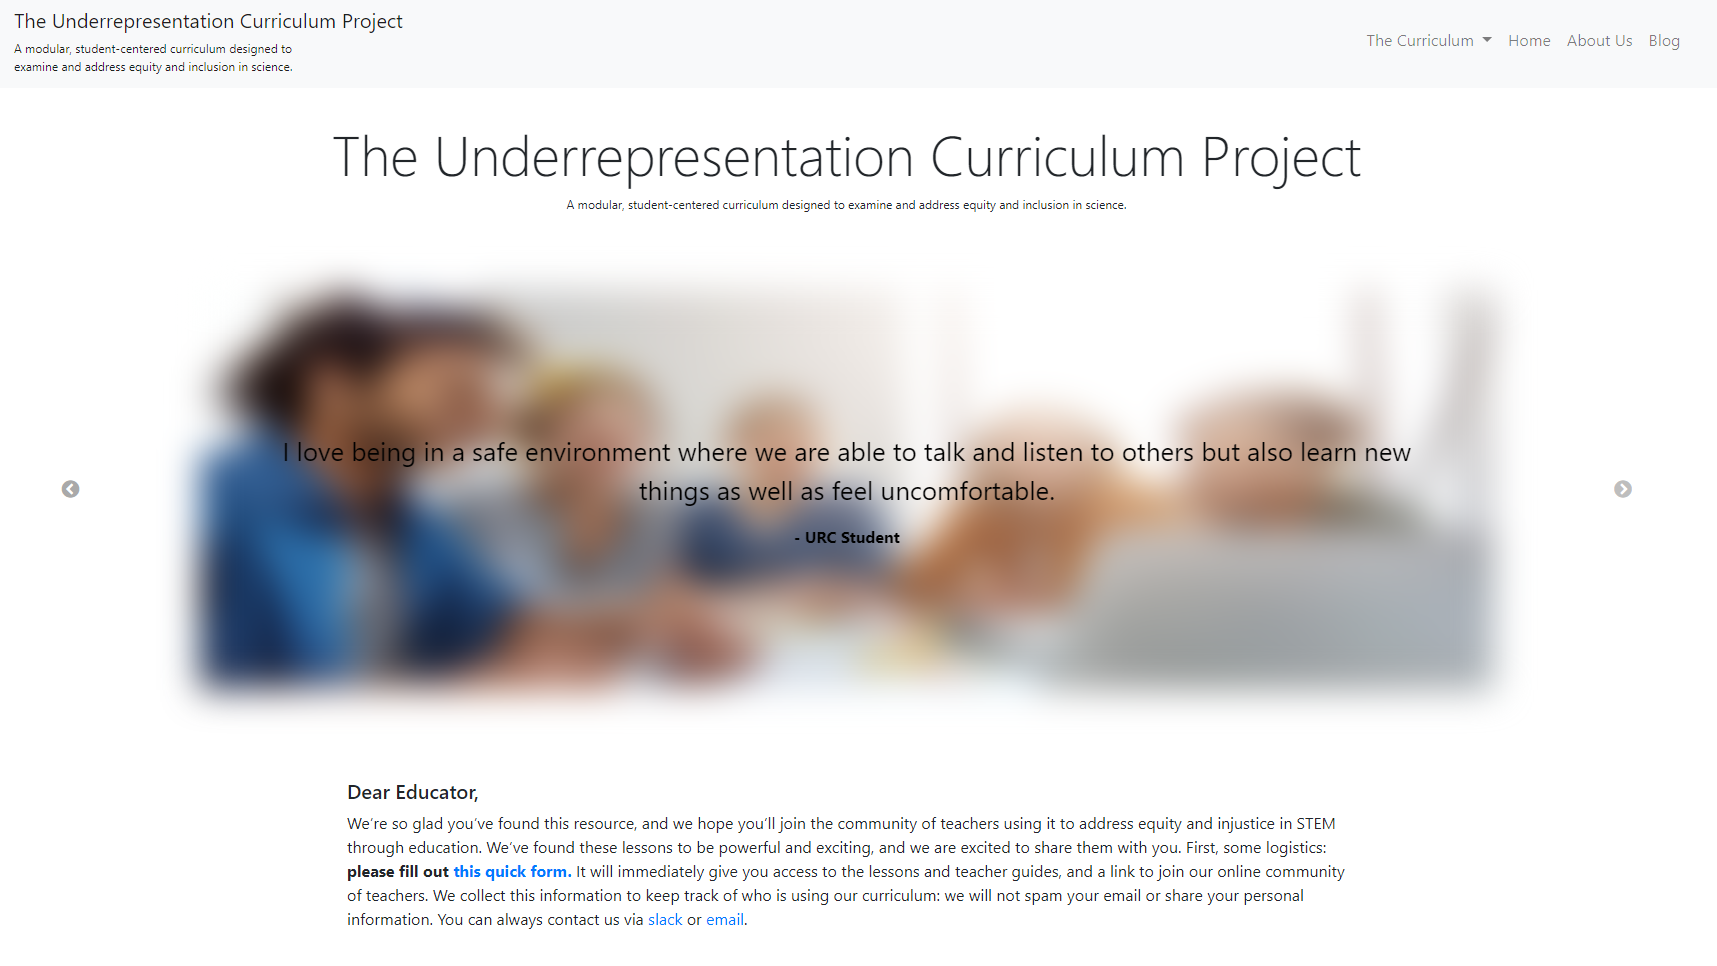 The Underrepresentation Curriculum Project
A modular, student-centered curriculum designed to
examine and address equity and inclusion in science.
The Curriculum Home About Us Blog
The Underrepresentation Curriculum Project
A modular, student-centered curriculum designed to examine and address equity and inclusion in science.
I love being in a safe environment where we are able to talk and listen to others but also learn new
things as well as feel uncomfortable.
- URC Student
Dear Educator,
We’re so glad you’ve found this resource, and we hope you’ll join the community of teachers using it to address equity and injustice in STEM
through education. We’ve found these lessons to be powerful and exciting, and we are excited to share them with you. First, some logistics:
please fill out this quick form. It will immediately give you access to the lessons and teacher guides, and a link to join our online community
of teachers. We collect this information to keep track of who is using our curriculum: we will not spam your email or share your personal
information. You can always contact us via slack or email.